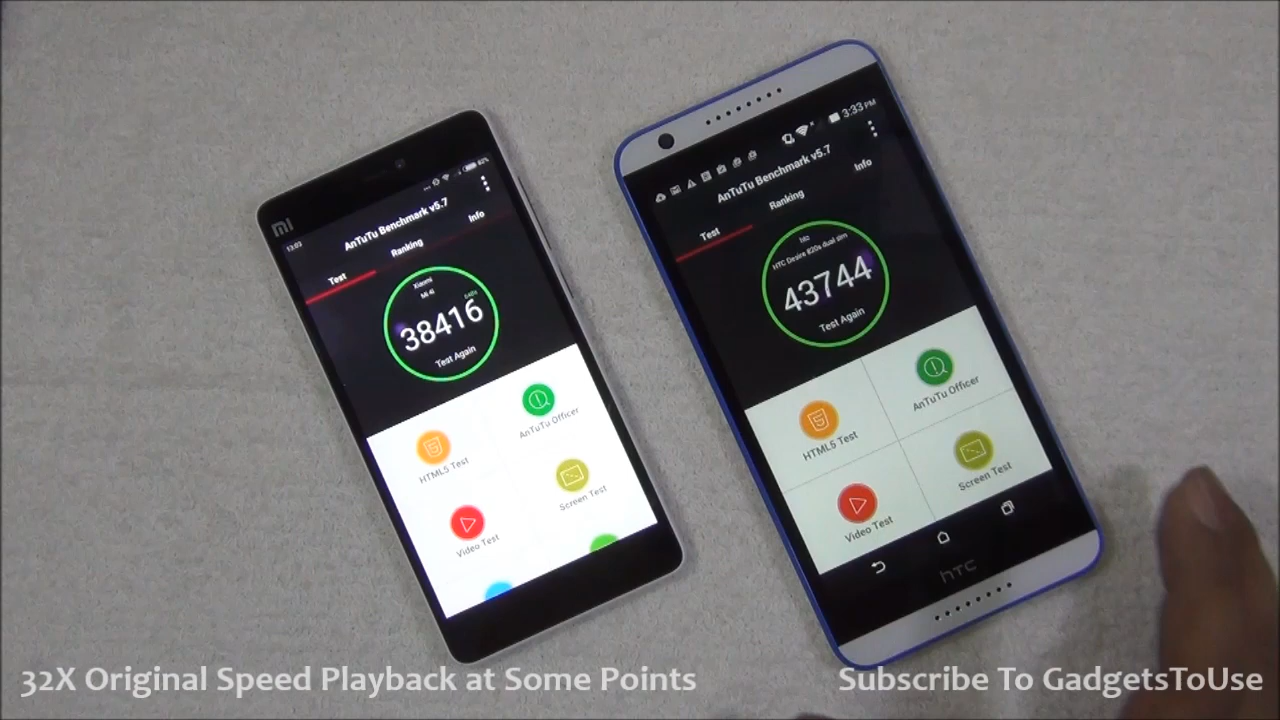 mi
13:03
82%
AnTuTu Benchmark v5.7
Test
Ranking
Info
Xiaomi
Mi 4i
38416
Test Again
HTML5 Test
AnTuTu Officer
Video Test
Screen Test
3:33 PM
AnTuTu Benchmark v5.7
Test
Ranking
Info
htc
HTC Desire 820s dual sim
43744
Test Again
HTML5 Test
AnTuTu Officer
Video Test
Screen Test
hTC
32X Original Speed Playback at Some Points
Subscribe To GadgetsToUse